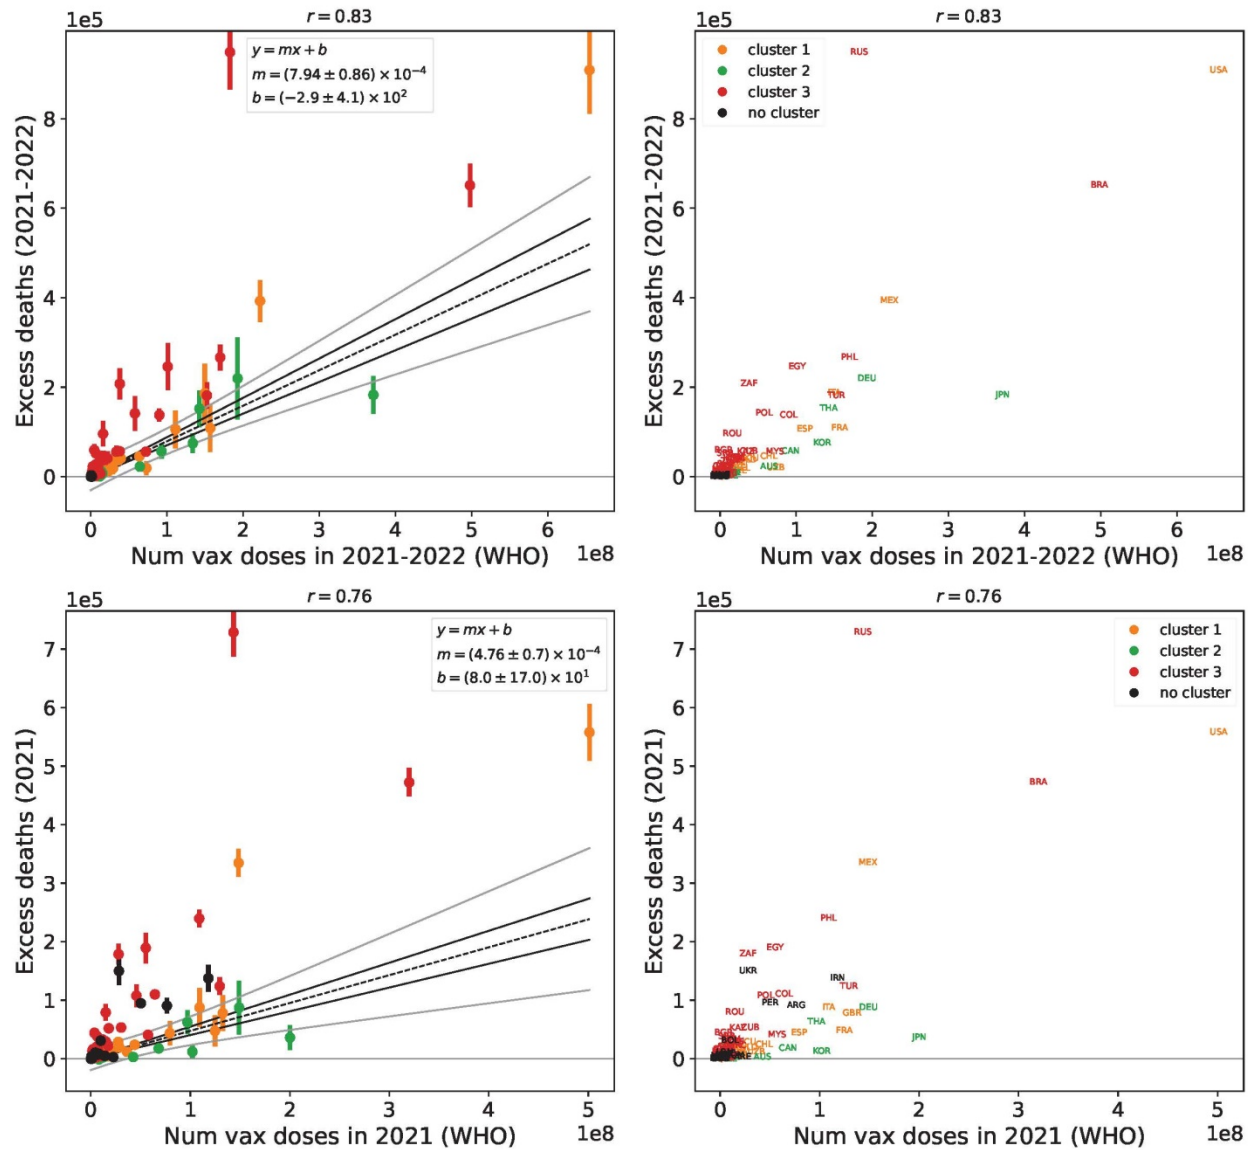 1e5
r = 0.83
y = mx + b
m = (7.94 ± 0.86) × 10⁻⁴
b = (−2.9 ± 4.1) × 10²
8
6
4
2
0
Excess deaths (2021-2022)
0 1 2 3 4 5 6
1e8
Num vax doses in 2021-2022 (WHO)
1e5
r = 0.83
cluster 1
cluster 2
cluster 3
no cluster
RUS
USA
BRA
MEX
PHL
EGY
DEU
ZAF
TUR
JPN
THA
POL
COL
ESP
FRA
ROU
KOR
MYS
CAN
AUS
8
6
4
2
0
Excess deaths (2021-2022)
0 1 2 3 4 5 6
1e8
Num vax doses in 2021-2022 (WHO)
1e5
r = 0.76
y = mx + b
m = (4.76 ± 0.7) × 10⁻⁴
b = (8.0 ± 17.0) × 10¹
7
6
5
4
3
2
1
0
Excess deaths (2021)
0 1 2 3 4 5
1e8
Num vax doses in 2021 (WHO)
1e5
r = 0.76
cluster 1
cluster 2
cluster 3
no cluster
RUS
USA
BRA
MEX
PHL
EGY
ZAF
UKR
IRN
TUR
POL
COL
PER
ARG
ITA
DEU
ROU
GBR
THA
KAZ
CUB
ESP
FRA
MYS
JPN
CAN
KOR
AUS
7
6
5
4
3
2
1
0
Excess deaths (2021)
0 1 2 3 4 5
1e8
Num vax doses in 2021 (WHO)